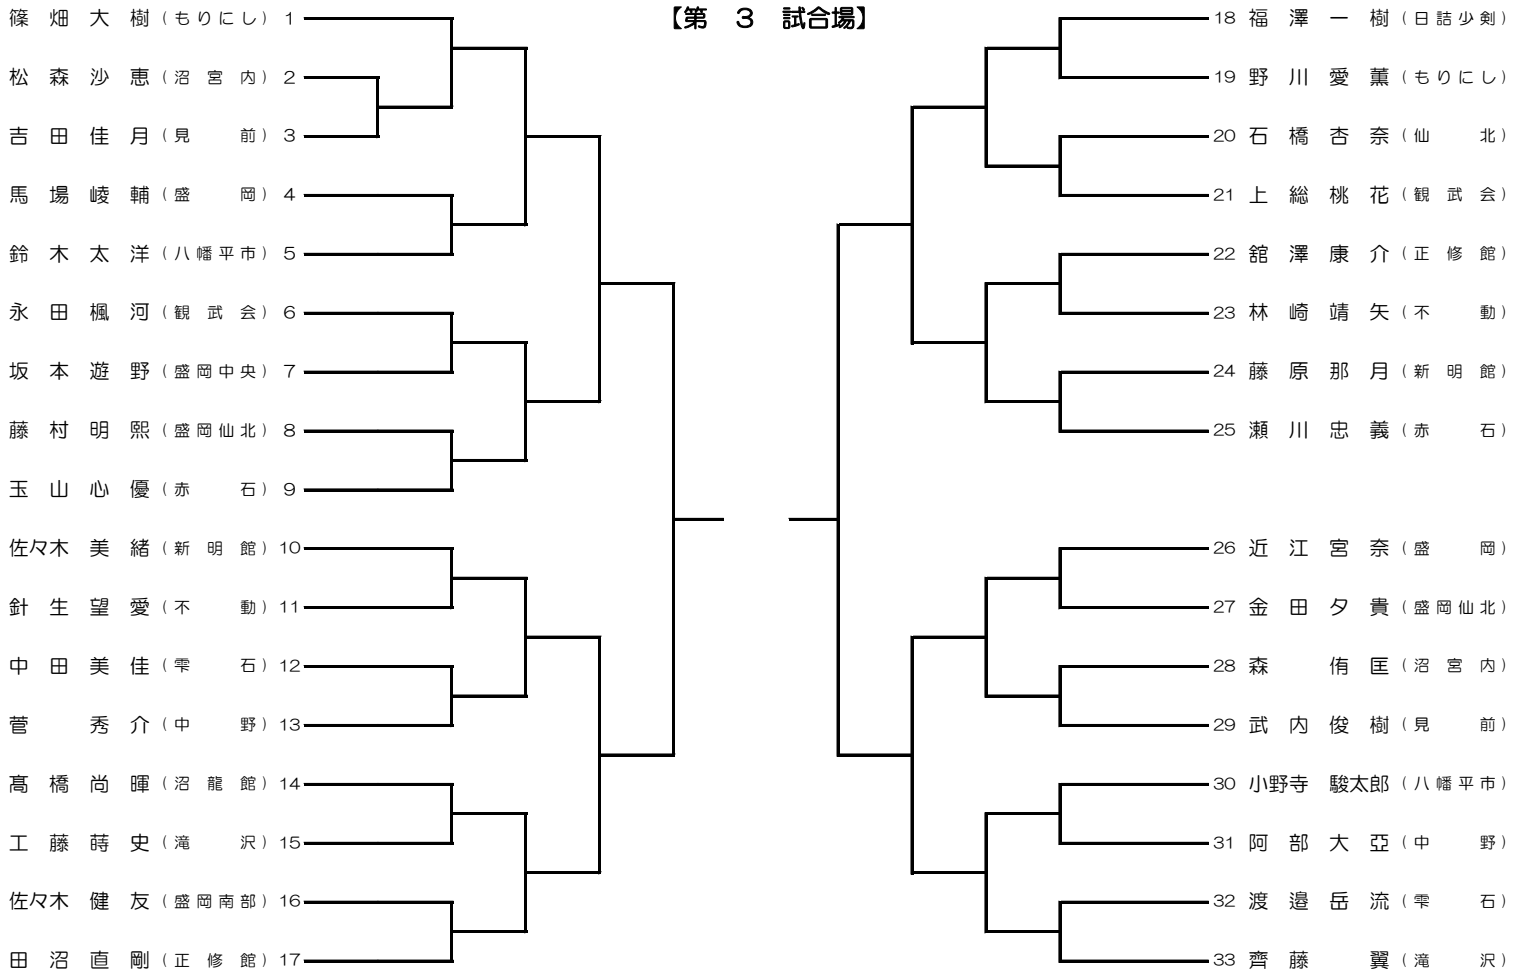 【第 3 試合場】
篠畑大樹(もりにし) 1
松森沙恵(沼宮内) 2
吉田佳月(見前) 3
馬場崚輔(盛岡) 4
鈴木太洋(八幡平市) 5
永田楓河(観武会) 6
坂本遊野(盛岡中央) 7
藤村明熙(盛岡仙北) 8
玉山心優(赤石) 9
佐々木美緒(新明館) 10
針生望愛(不動) 11
中田美佳(雫石) 12
菅秀介(中野) 13
髙橋尚暉(沼龍館) 14
工藤蒔史(滝沢) 15
佐々木健友(盛岡南部) 16
田沼直剛(正修館) 17
18 福澤一樹(日詰少剣)
19 野川愛薫(もりにし)
20 石橋杏奈(仙北)
21 上総桃花(観武会)
22 舘澤康介(正修館)
23 林崎靖矢(不動)
24 藤原那月(新明館)
25 瀬川忠義(赤石)
26 近江宮奈(盛岡)
27 金田夕貴(盛岡仙北)
28 森侑匡(沼宮内)
29 武内俊樹(見前)
30 小野寺駿太郎(八幡平市)
31 阿部大亞(中野)
32 渡邉岳流(雫石)
33 齊藤翼(滝沢)